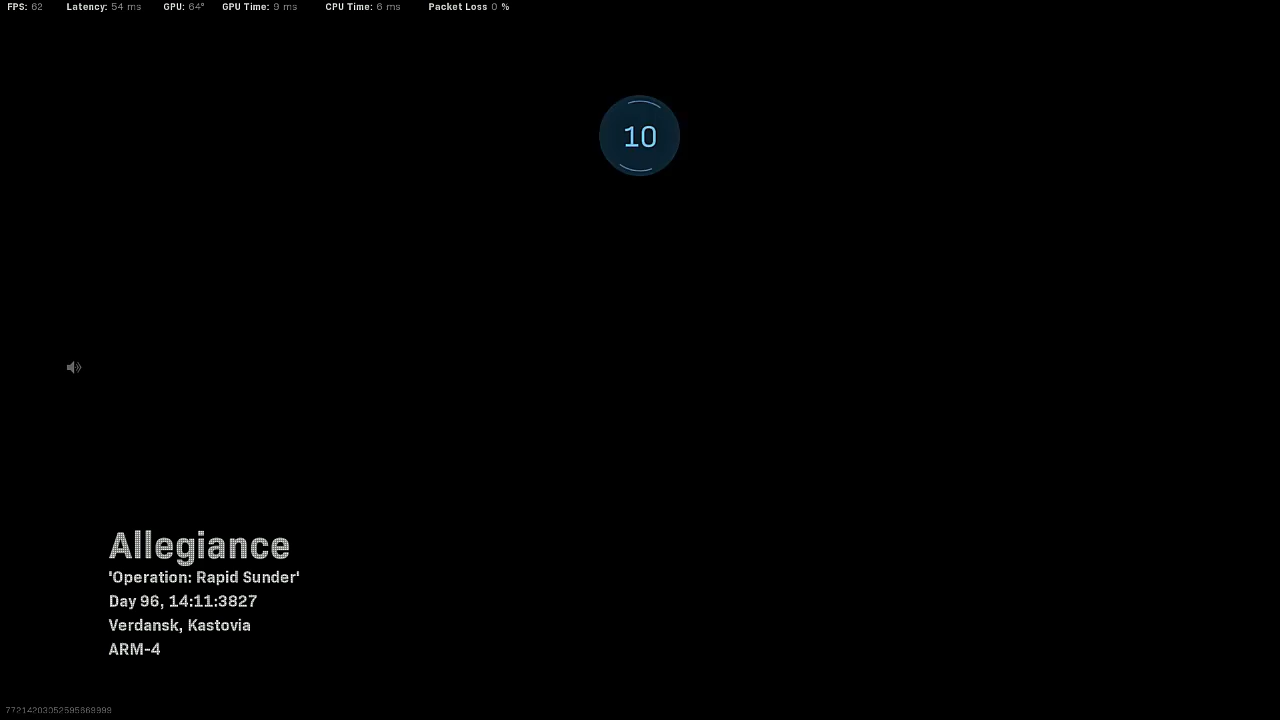 FPS: 62 Latency: 54 ms GPU: 64° GPU Time: 9 ms CPU Time: 6 ms Packet Loss 0 %
10
Allegiance
'Operation: Rapid Sunder'
Day 96, 14:11:3827
Verdansk, Kastovia
ARM-4
77214203052595669999